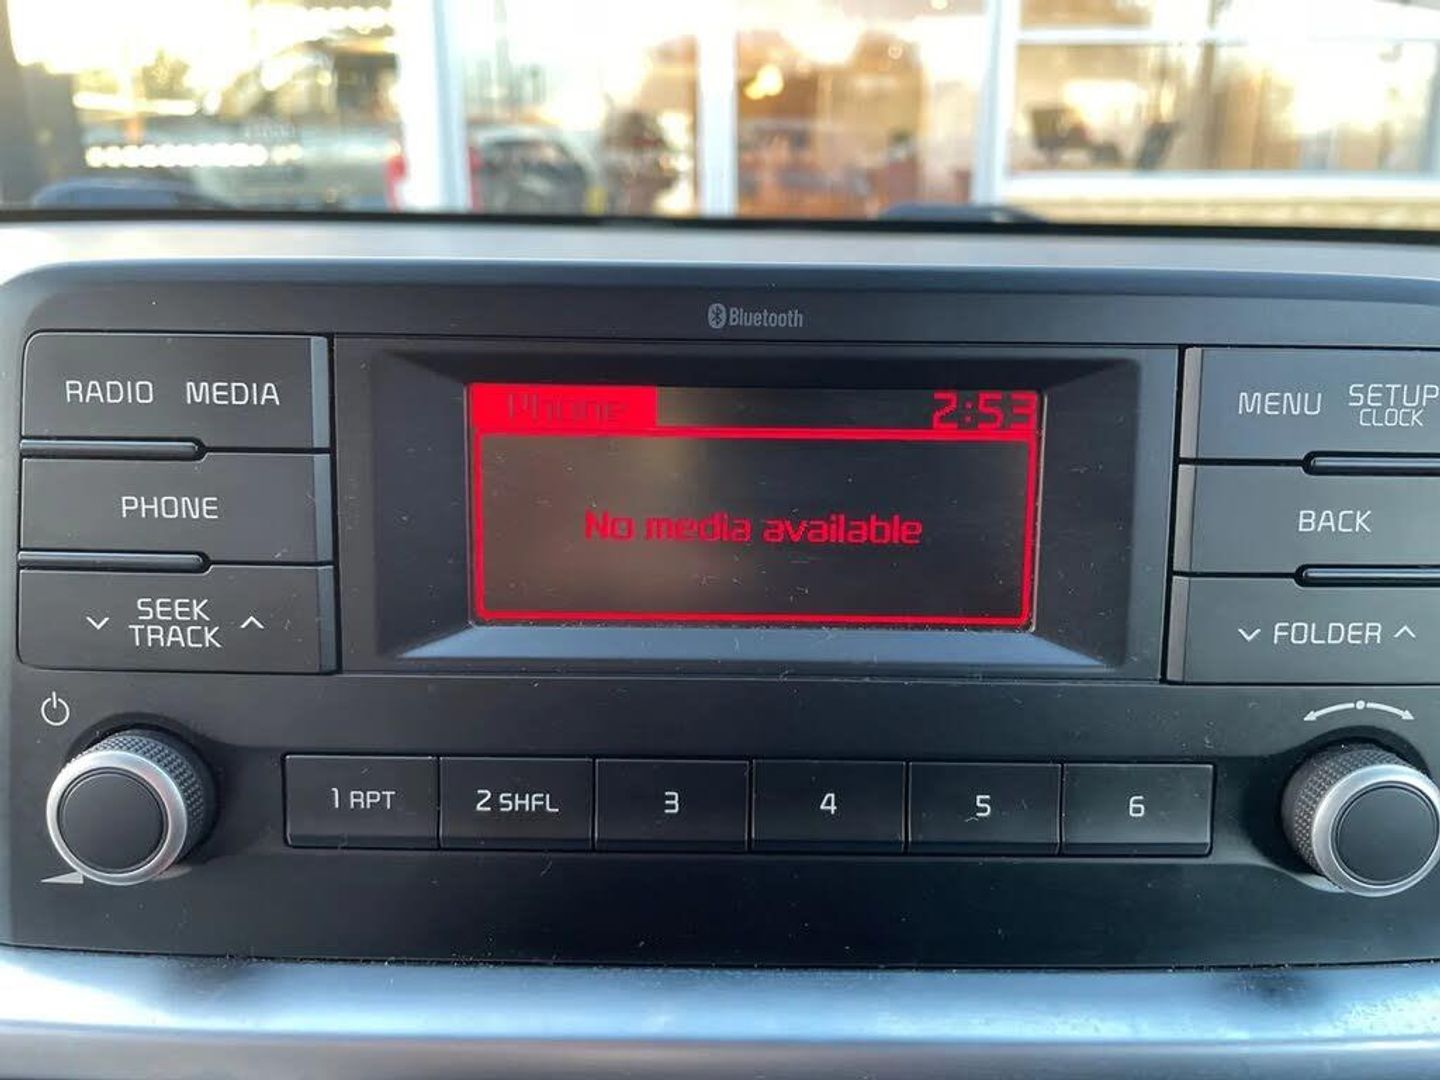 Bluetooth
RADIO MEDIA
PHONE
SEEK
TRACK
Phone 2:53
No media available
MENU SETUP
CLOCK
BACK
FOLDER
1 RPT 2 SHFL 3 4 5 6